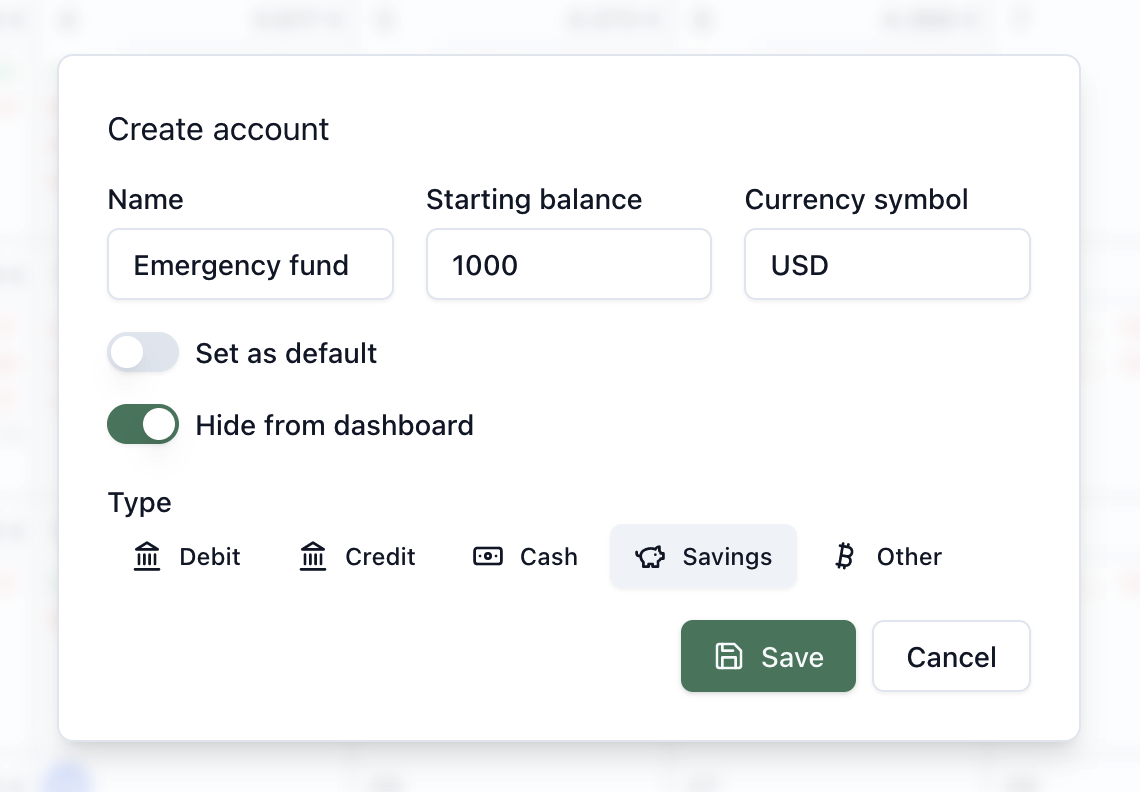 Create account
Name Starting balance Currency symbol
Emergency fund 1000 USD
Set as default
Hide from dashboard
Type
Debit Credit Cash Savings Other
Save Cancel